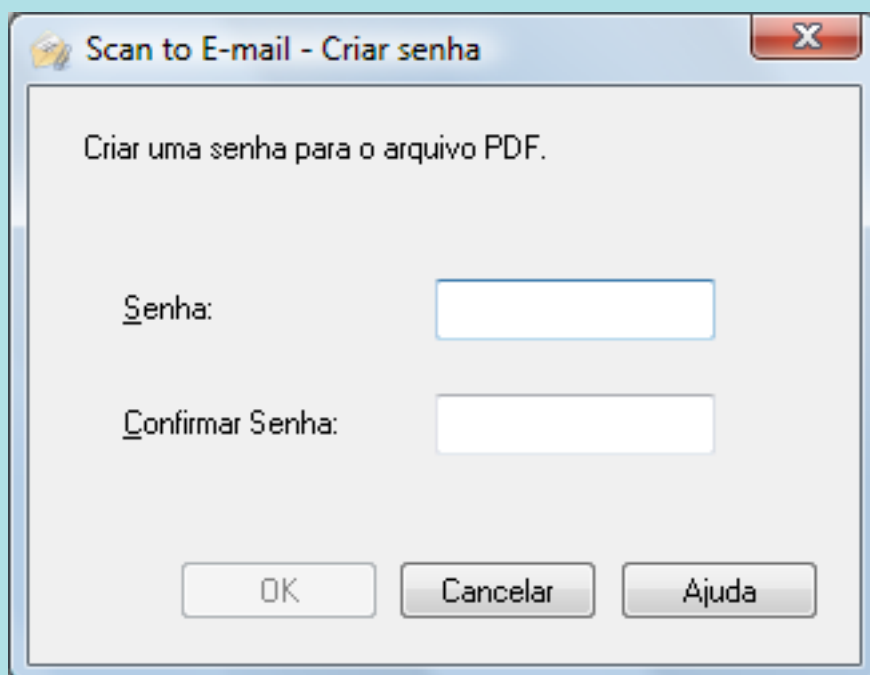 Scan to E-mail - Criar senha
Criar uma senha para o arquivo PDF.
Senha:
Confirmar Senha:
OK Cancelar Ajuda